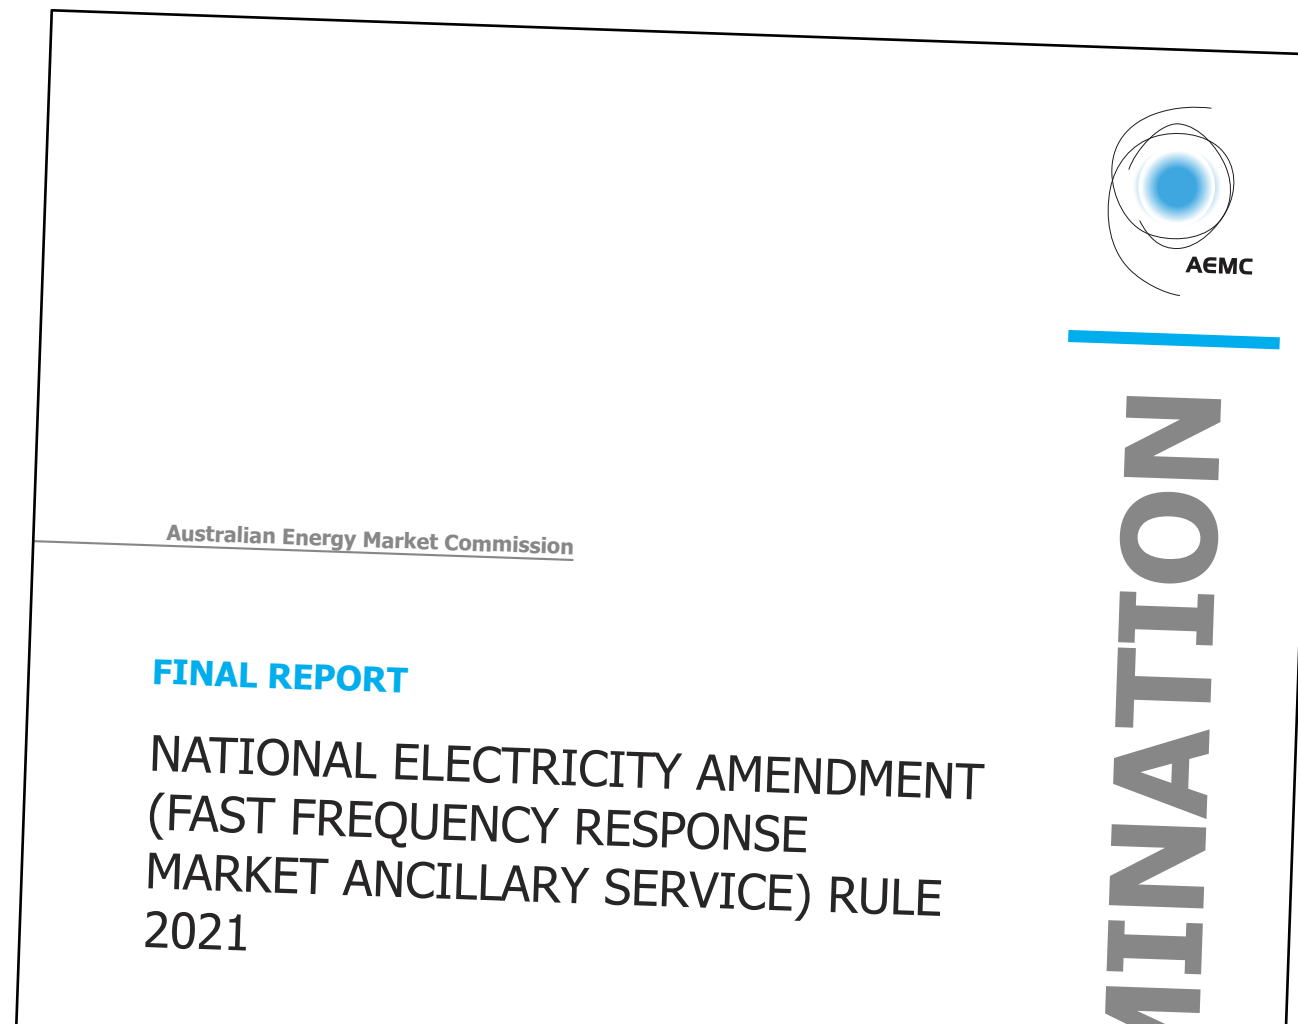 AEMC
Australian Energy Market Commission
FINAL REPORT
NATIONAL ELECTRICITY AMENDMENT
(FAST FREQUENCY RESPONSE
MARKET ANCILLARY SERVICE) RULE
2021
MINATION